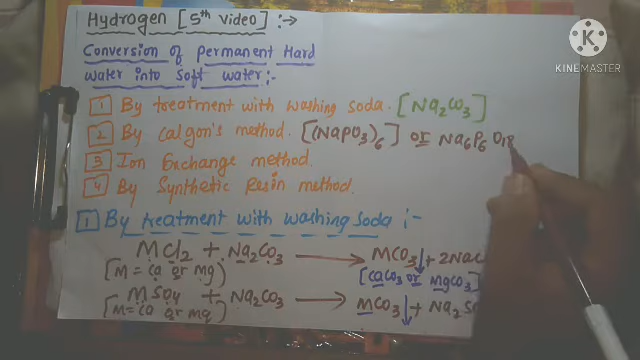 Hydrogen [5th Video] :→
Conversion of permanent Hard
water into soft water:-
1 By treatment with washing soda. [Na2CO3]
2 By calgon's method. [(NaPO3)6] or Na6P6O18
3 Ion Exchange method.
4 By Synthetic Resin method.
1 By treatment with washing soda :-
MCl2 + Na2CO3 → MCO3↓ + 2NaC
[M = Ca or Mg) [CaCO3 or MgCO3]
MSO4 + Na2CO3 → MCO3↓ + Na2S
[M = Ca or Mg)
K
KINEMASTER